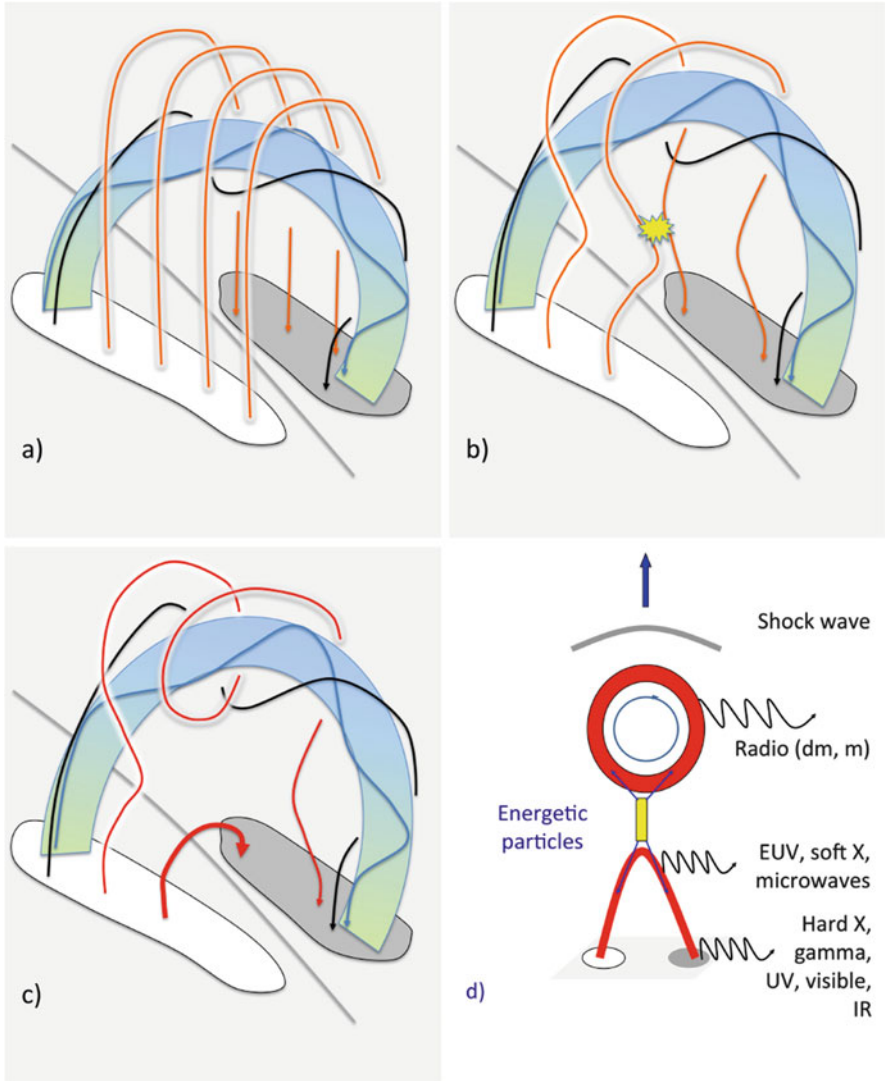 a)
b)
c)
Shock wave
Radio (dm, m)
Energetic
particles
EUV, soft X,
microwaves
Hard X,
gamma,
UV, visible,
IR
d)